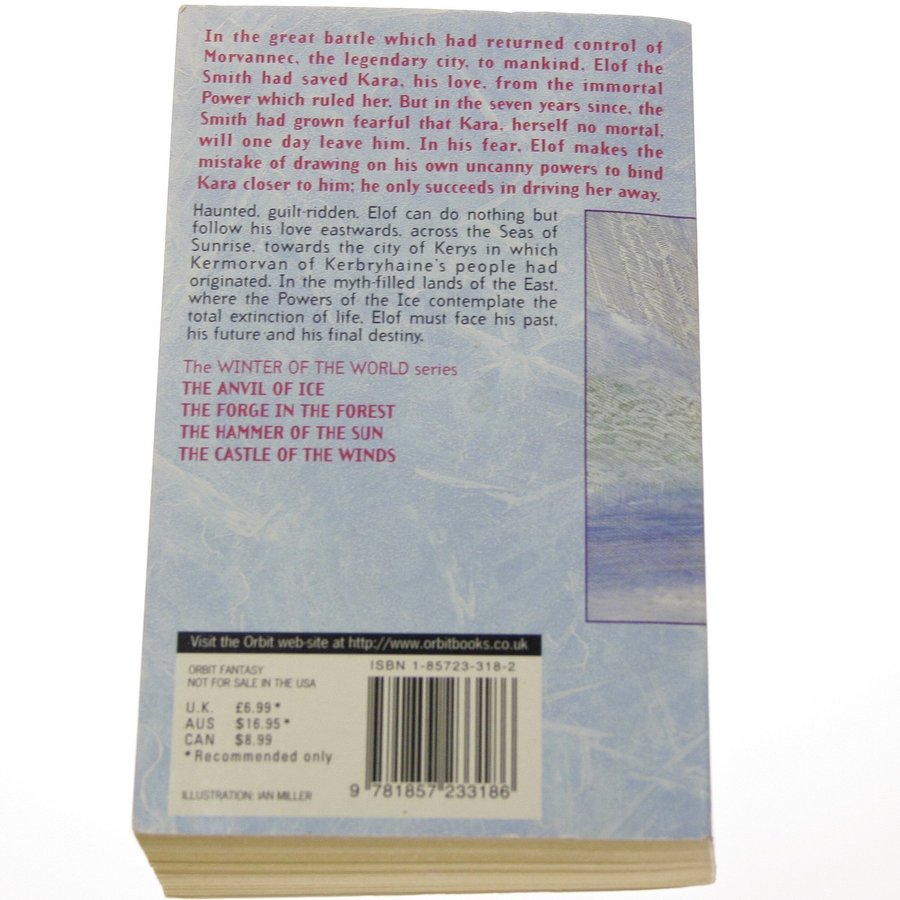 In the great battle which had returned control of
Morvannec, the legendary city, to mankind, Elof the
Smith had saved Kara, his love, from the immortal
Power which ruled her. But in the seven years since, the
Smith had grown fearful that Kara, herself no mortal,
will one day leave him. In his fear, Elof makes the
mistake of drawing on his own uncanny powers to bind
Kara closer to him; he only succeeds in driving her away.
Haunted, guilt-ridden, Elof can do nothing but
follow his love eastwards, across the Seas of
Sunrise, towards the city of Kerys in which
Kermorvan of Kerbryhaine's people had
originated. In the myth-filled lands of the East,
where the Powers of the Ice contemplate the
total extinction of life, Elof must face his past,
his future and his final destiny.
The WINTER OF THE WORLD series
THE ANVIL OF ICE
THE FORGE IN THE FOREST
THE HAMMER OF THE SUN
THE CASTLE OF THE WINDS
Visit the Orbit web-site at http://www.orbitbooks.co.uk
ORBIT FANTASY
NOT FOR SALE IN THE USA
U.K. £6.99*
AUS $16.95*
CAN $8.99
*Recommended only
ILLUSTRATION: IAN MILLER
ISBN 1-85723-318-2
9 781857 233186